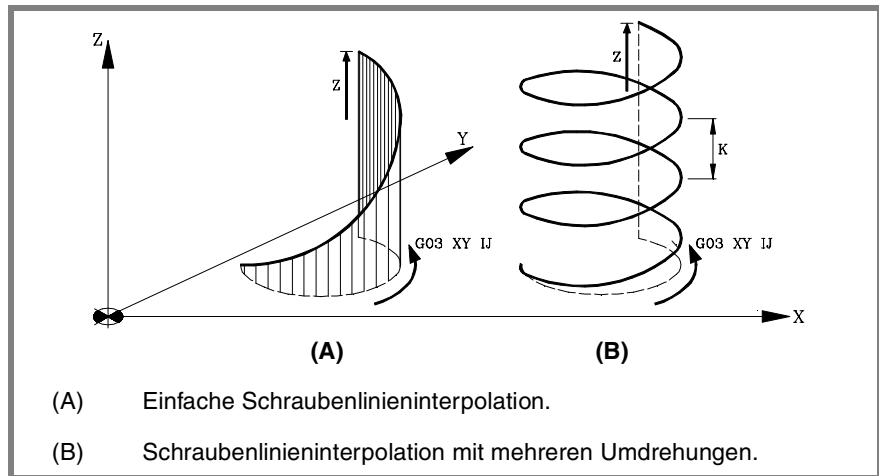 Z
Z
Z
Y
K
G03 XY IJ
G03 XY IJ
X
(A)
(B)
(A) Einfache Schraubenlinieninterpolation.
(B) Schraubenlinieninterpolation mit mehreren Umdrehungen.